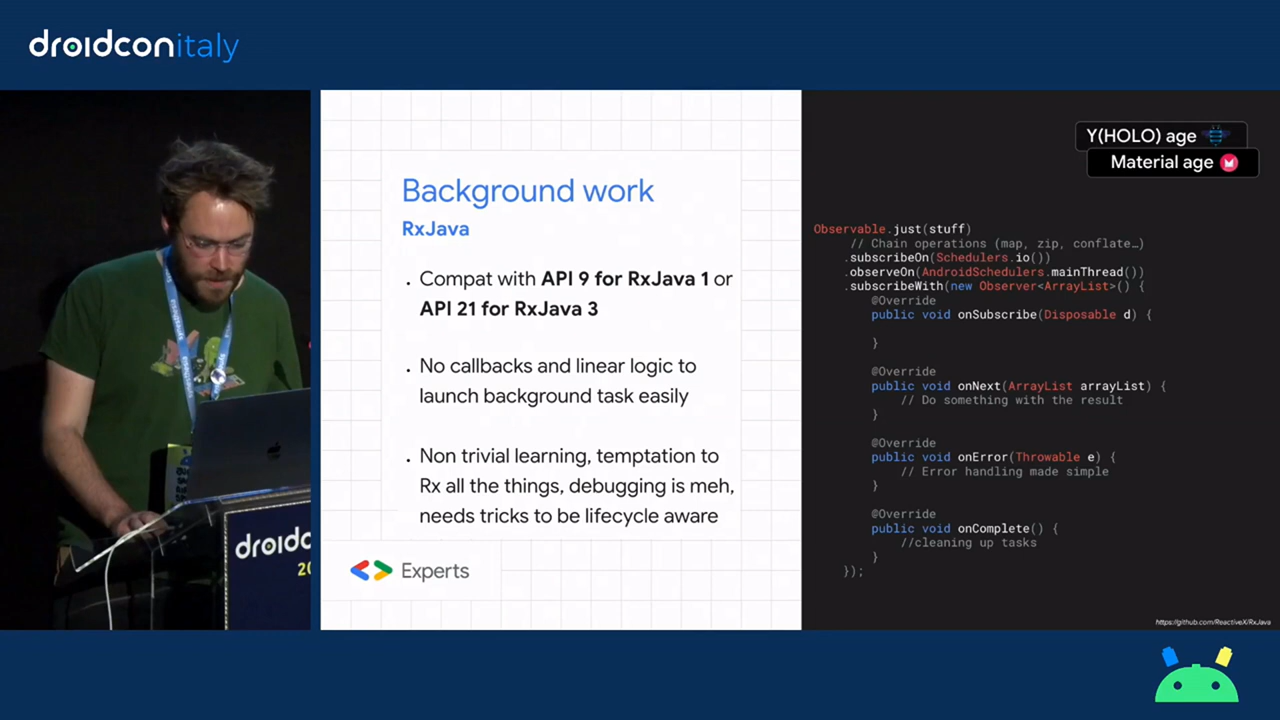 droidconitaly
Background work
RxJava
. Compat with API 9 for RxJava 1 or
API 21 for RxJava 3
. No callbacks and linear logic to
launch background task easily
. Non trivial learning, temptation to
Rx all the things, debugging is meh,
needs tricks to be lifecycle aware
<> Experts
Y(HOLO) age
Material age
Observable.just(stuff)
// Chain operations (map, zip, conflate…)
.subscribeOn(Schedulers.io())
.observeOn(AndroidSchedulers.mainThread())
.subscribeWith(new Observer<ArrayList>() {
@Override
public void onSubscribe(Disposable d) {
}
@Override
public void onNext(ArrayList arrayList) {
// Do something with the result
}
@Override
public void onError(Throwable e) {
// Error handling made simple
}
@Override
public void onComplete() {
//cleaning up tasks
}
});
https://github.com/ReactiveX/RxJava
droidc
20